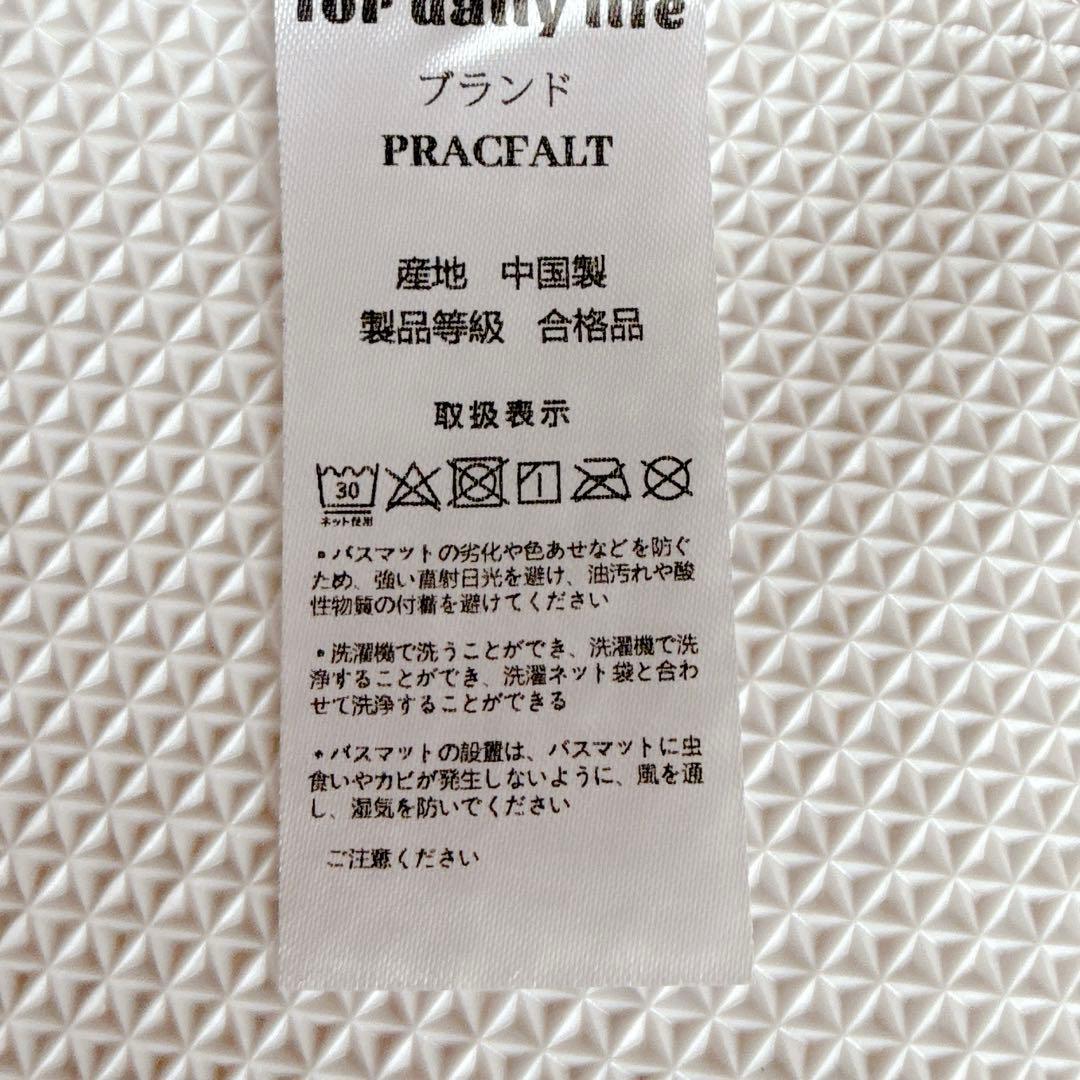 for daily life
ブランド
PRACFALT
産地 中国製
製品等級 合格品
取扱表示
30
ネット使用
•バスマットの劣化や色あせなどを防ぐ
ため、強い直射日光を避け、油汚れや酸
性物質の付着を避けてください
•洗濯機で洗うことができ、洗濯機で洗
浄することができ、洗濯ネット袋と合わ
せて洗浄することができる
•バスマットの設置は、バスマットに虫
食いやカビが発生しないように、風を通
し、湿気を防いでください
ご注意ください